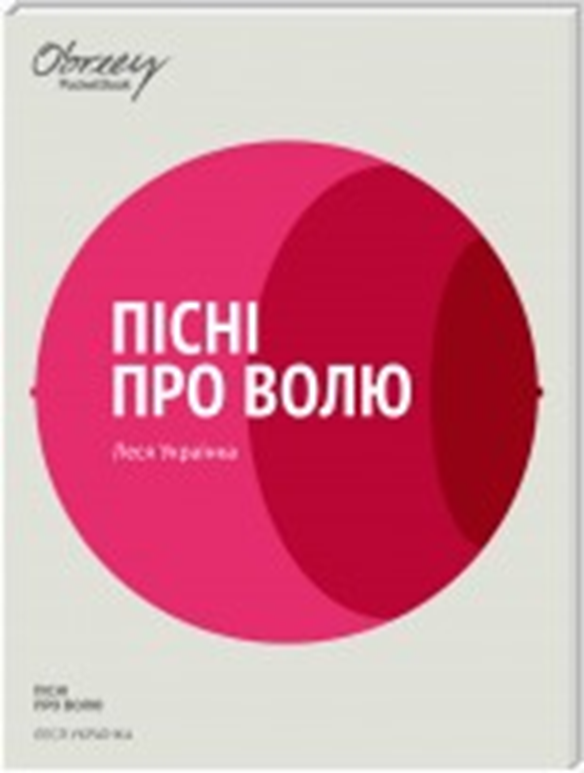 Obreey
PocketBook
ПІСНІ
ПРО ВОЛЮ
Леся Українка
ПІСНІ
ПРО ВОЛЮ
ЛЕСЯ УКРАЇНКА